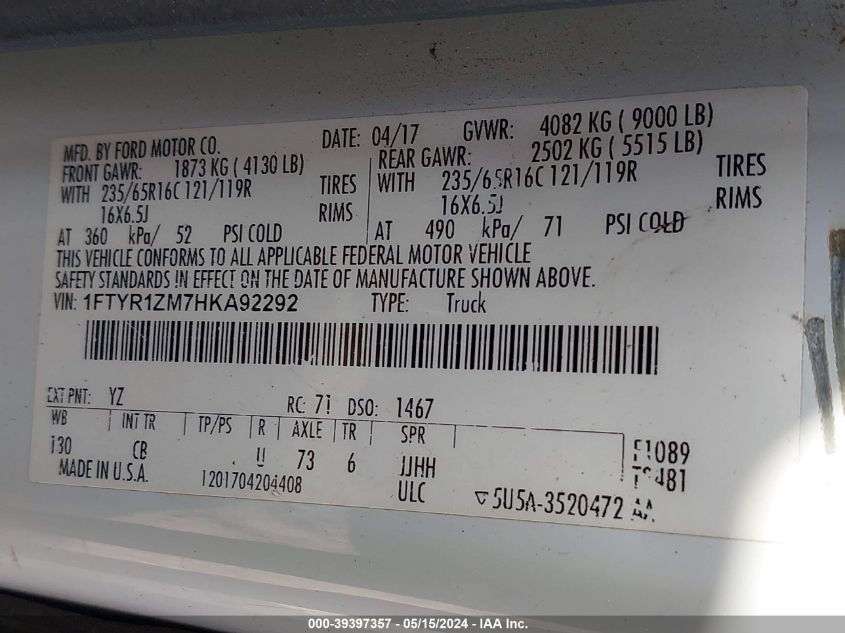 MFD. BY FORD MOTOR CO. DATE: 04/17 GVWR: 4082 KG ( 9000 LB)
FRONT GAWR: 1873 KG ( 4130 LB) REAR GAWR: 2502 KG ( 5515 LB)
WITH 235/65R16C 121/119R TIRES WITH 235/65R16C 121/119R TIRES
16X6.5J RIMS 16X6.5J RIMS
AT 360 kPa/ 52 PSI COLD AT 490 kPa/ 71 PSI COLD
THIS VEHICLE CONFORMS TO ALL APPLICABLE FEDERAL MOTOR VEHICLE
SAFETY STANDARDS IN EFFECT ON THE DATE OF MANUFACTURE SHOWN ABOVE.
VIN: 1FTYR1ZM7HKA92292 TYPE: Truck
EXT PNT: YZ RC: 71 DSO: 1467
WB INT TR TP/PS R AXLE TR SPR
130 CB 73 6 JJHH F1089
MADE IN U.S.A. 1201704204408 ULC 5U5A-3520472 AA
000-39397357 - 05/15/2024 - IAA Inc.